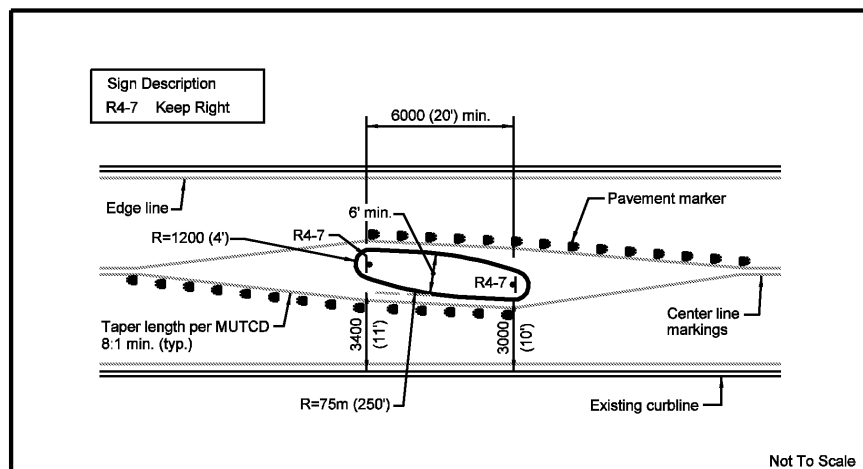 Sign Description
R4-7 Keep Right
6000 (20') min.
Edge line
Pavement marker
6' min.
R4-7
R=1200 (4')
R4-7
Taper length per MUTCD
8:1 min. (typ.)
3400
(11')
3000
(10')
Center line
markings
R=75m (250')
Existing curbline
Not To Scale